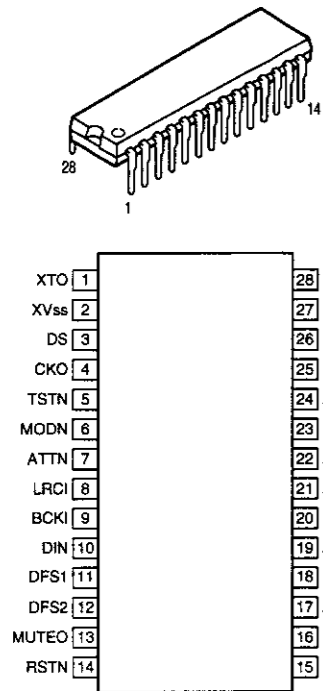 14
28
1
XTO 1 28
XVss 2 27
DS 3 26
CKO 4 25
TSTN 5 24
MODN 6 23
ATTN 7 22
LRCI 8 21
BCKI 9 20
DIN 10 19
DFS1 11 18
DFS2 12 17
MUTEO 13 16
RSTN 14 15